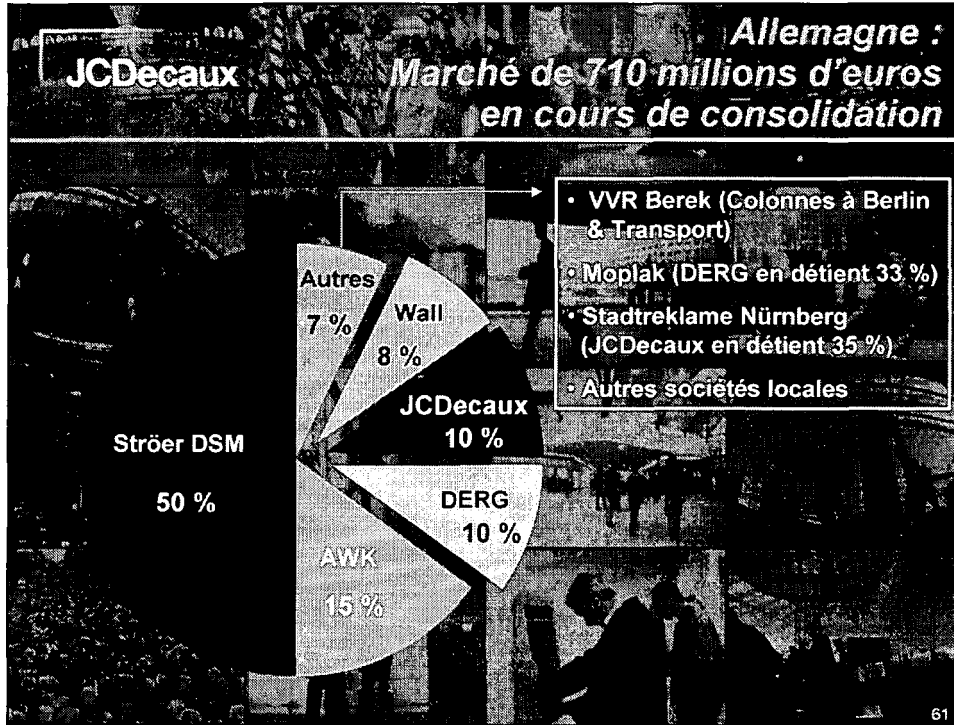 JCDecaux
Allemagne :
Marché de 710 millions d'euros
en cours de consolidation
• VVR Berek (Colonnes à Berlin
& Transport)
• Moplak (DERG en détient 33 %)
• Stadtreklame Nürnberg
(JCDecaux en détient 35 %)
• Autres sociétés locales
Autres
7 %
Wall
8 %
JCDecaux
10 %
Ströer DSM
50 %
DERG
10 %
AWK
15 %
61